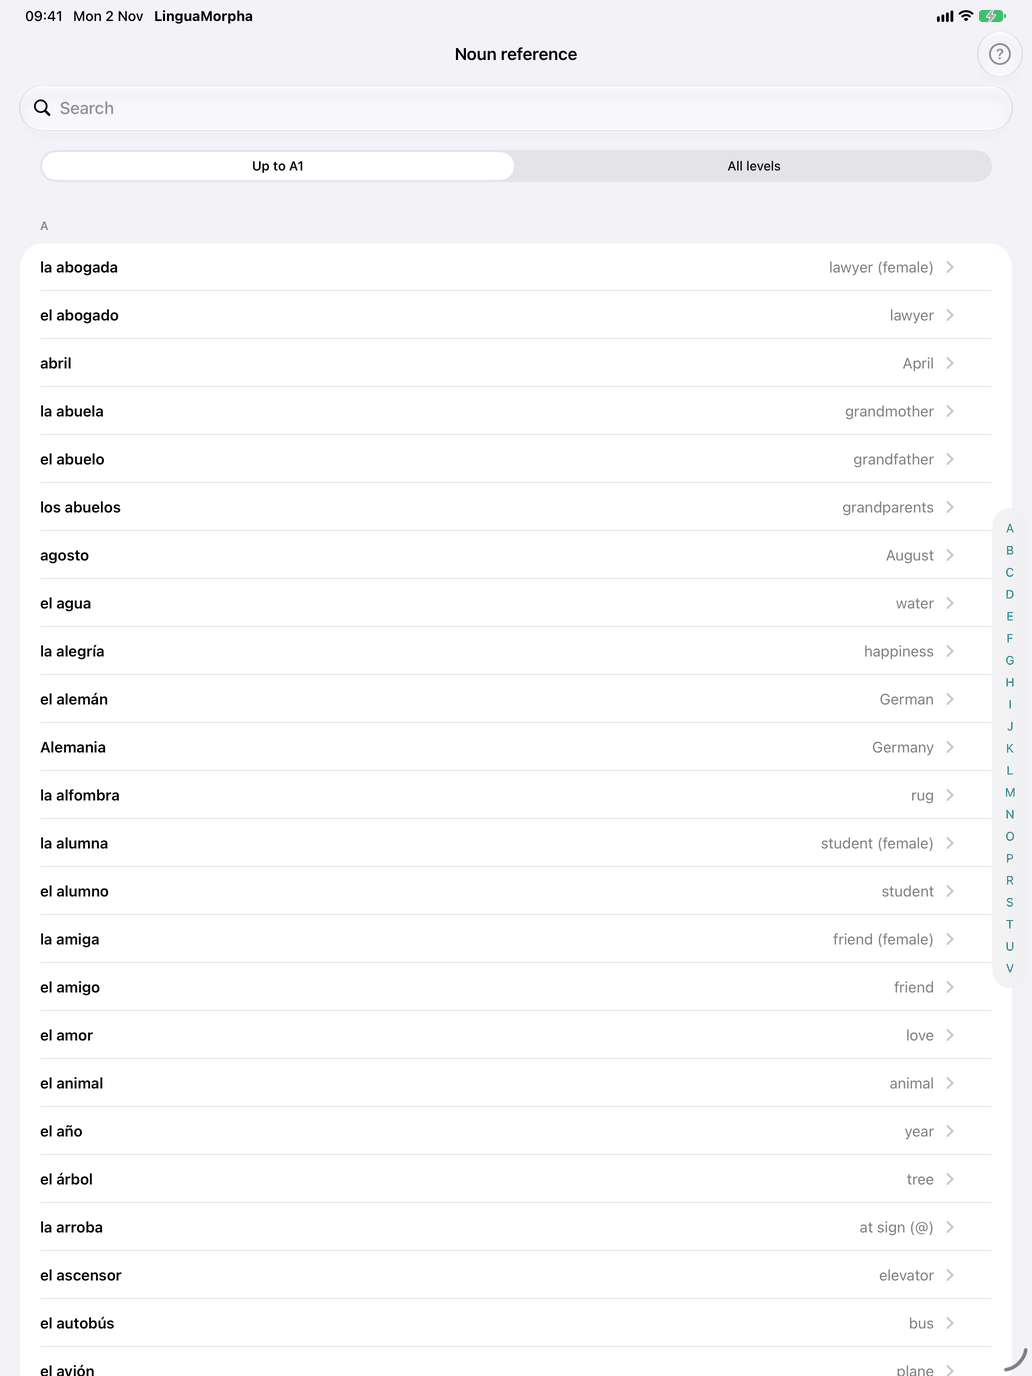 09:41 Mon 2 Nov LinguaMorpha
Noun reference
?
Search
Up to A1 All levels
A
la abogada lawyer (female)
el abogado lawyer
abril April
la abuela grandmother
el abuelo grandfather
los abuelos grandparents
agosto August
el agua water
la alegría happiness
el alemán German
Alemania Germany
la alfombra rug
la alumna student (female)
el alumno student
la amiga friend (female)
el amigo friend
el amor love
el animal animal
el año year
el árbol tree
la arroba at sign (@)
el ascensor elevator
el autobús bus
el avión plane
A
B
C
D
E
F
G
H
I
J
K
L
M
N
O
P
R
S
T
U
V